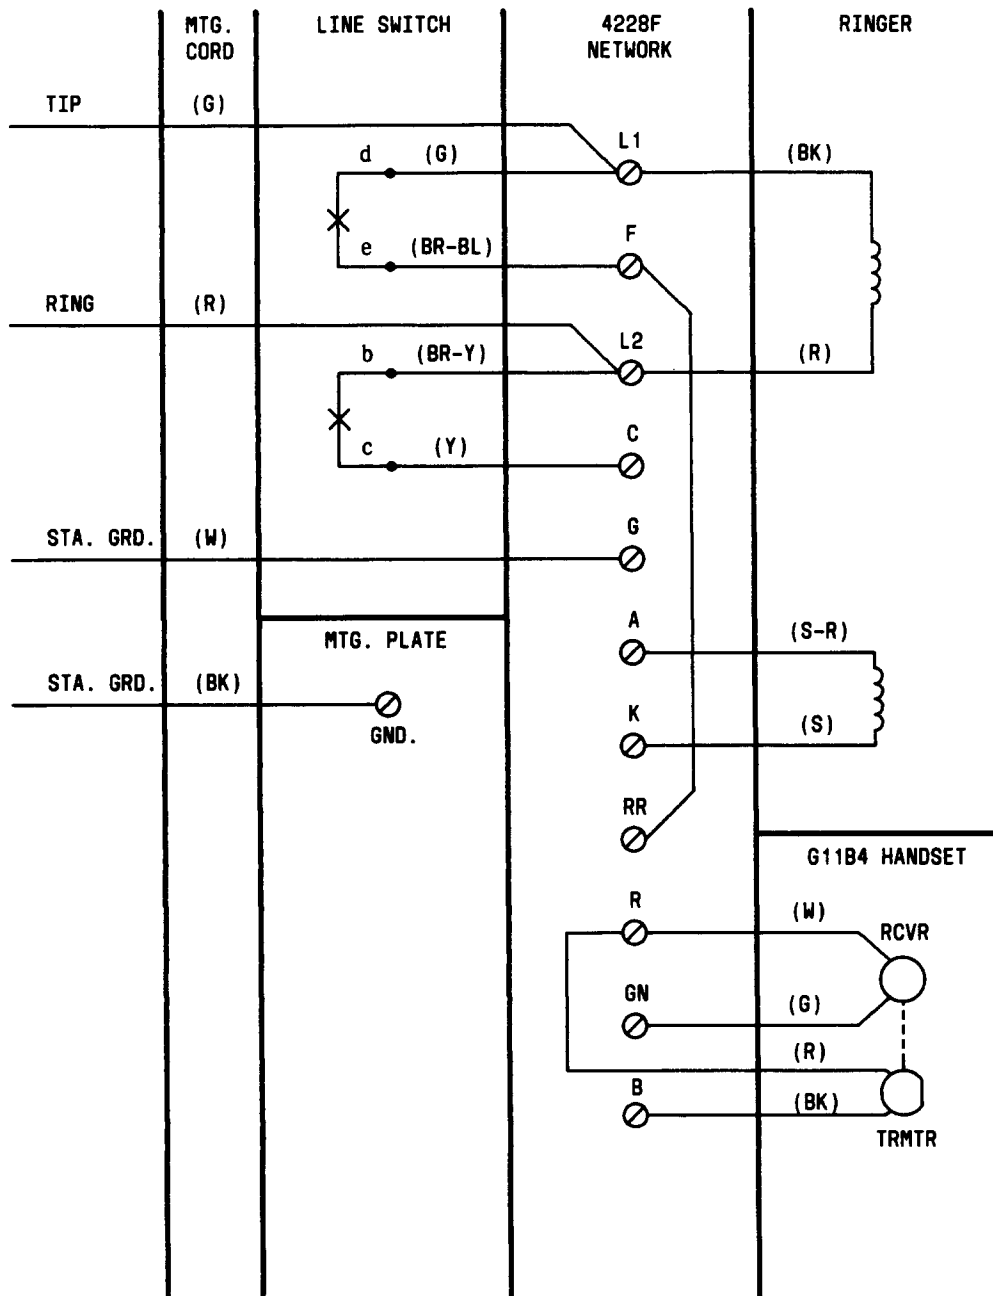 MTG. CORD
LINE SWITCH
4228F NETWORK
RINGER
TIP
(G)
L1
d
(G)
(BK)
F
e
(BR-BL)
RING
(R)
L2
b
(BR-Y)
(R)
C
c
(Y)
G
STA. GRD.
(W)
A
(S-R)
MTG. PLATE
STA. GRD.
(BK)
K
(S)
GND.
RR
G11B4 HANDSET
R
(W)
RCVR
GN
(G)
(R)
B
(BK)
TRMTR